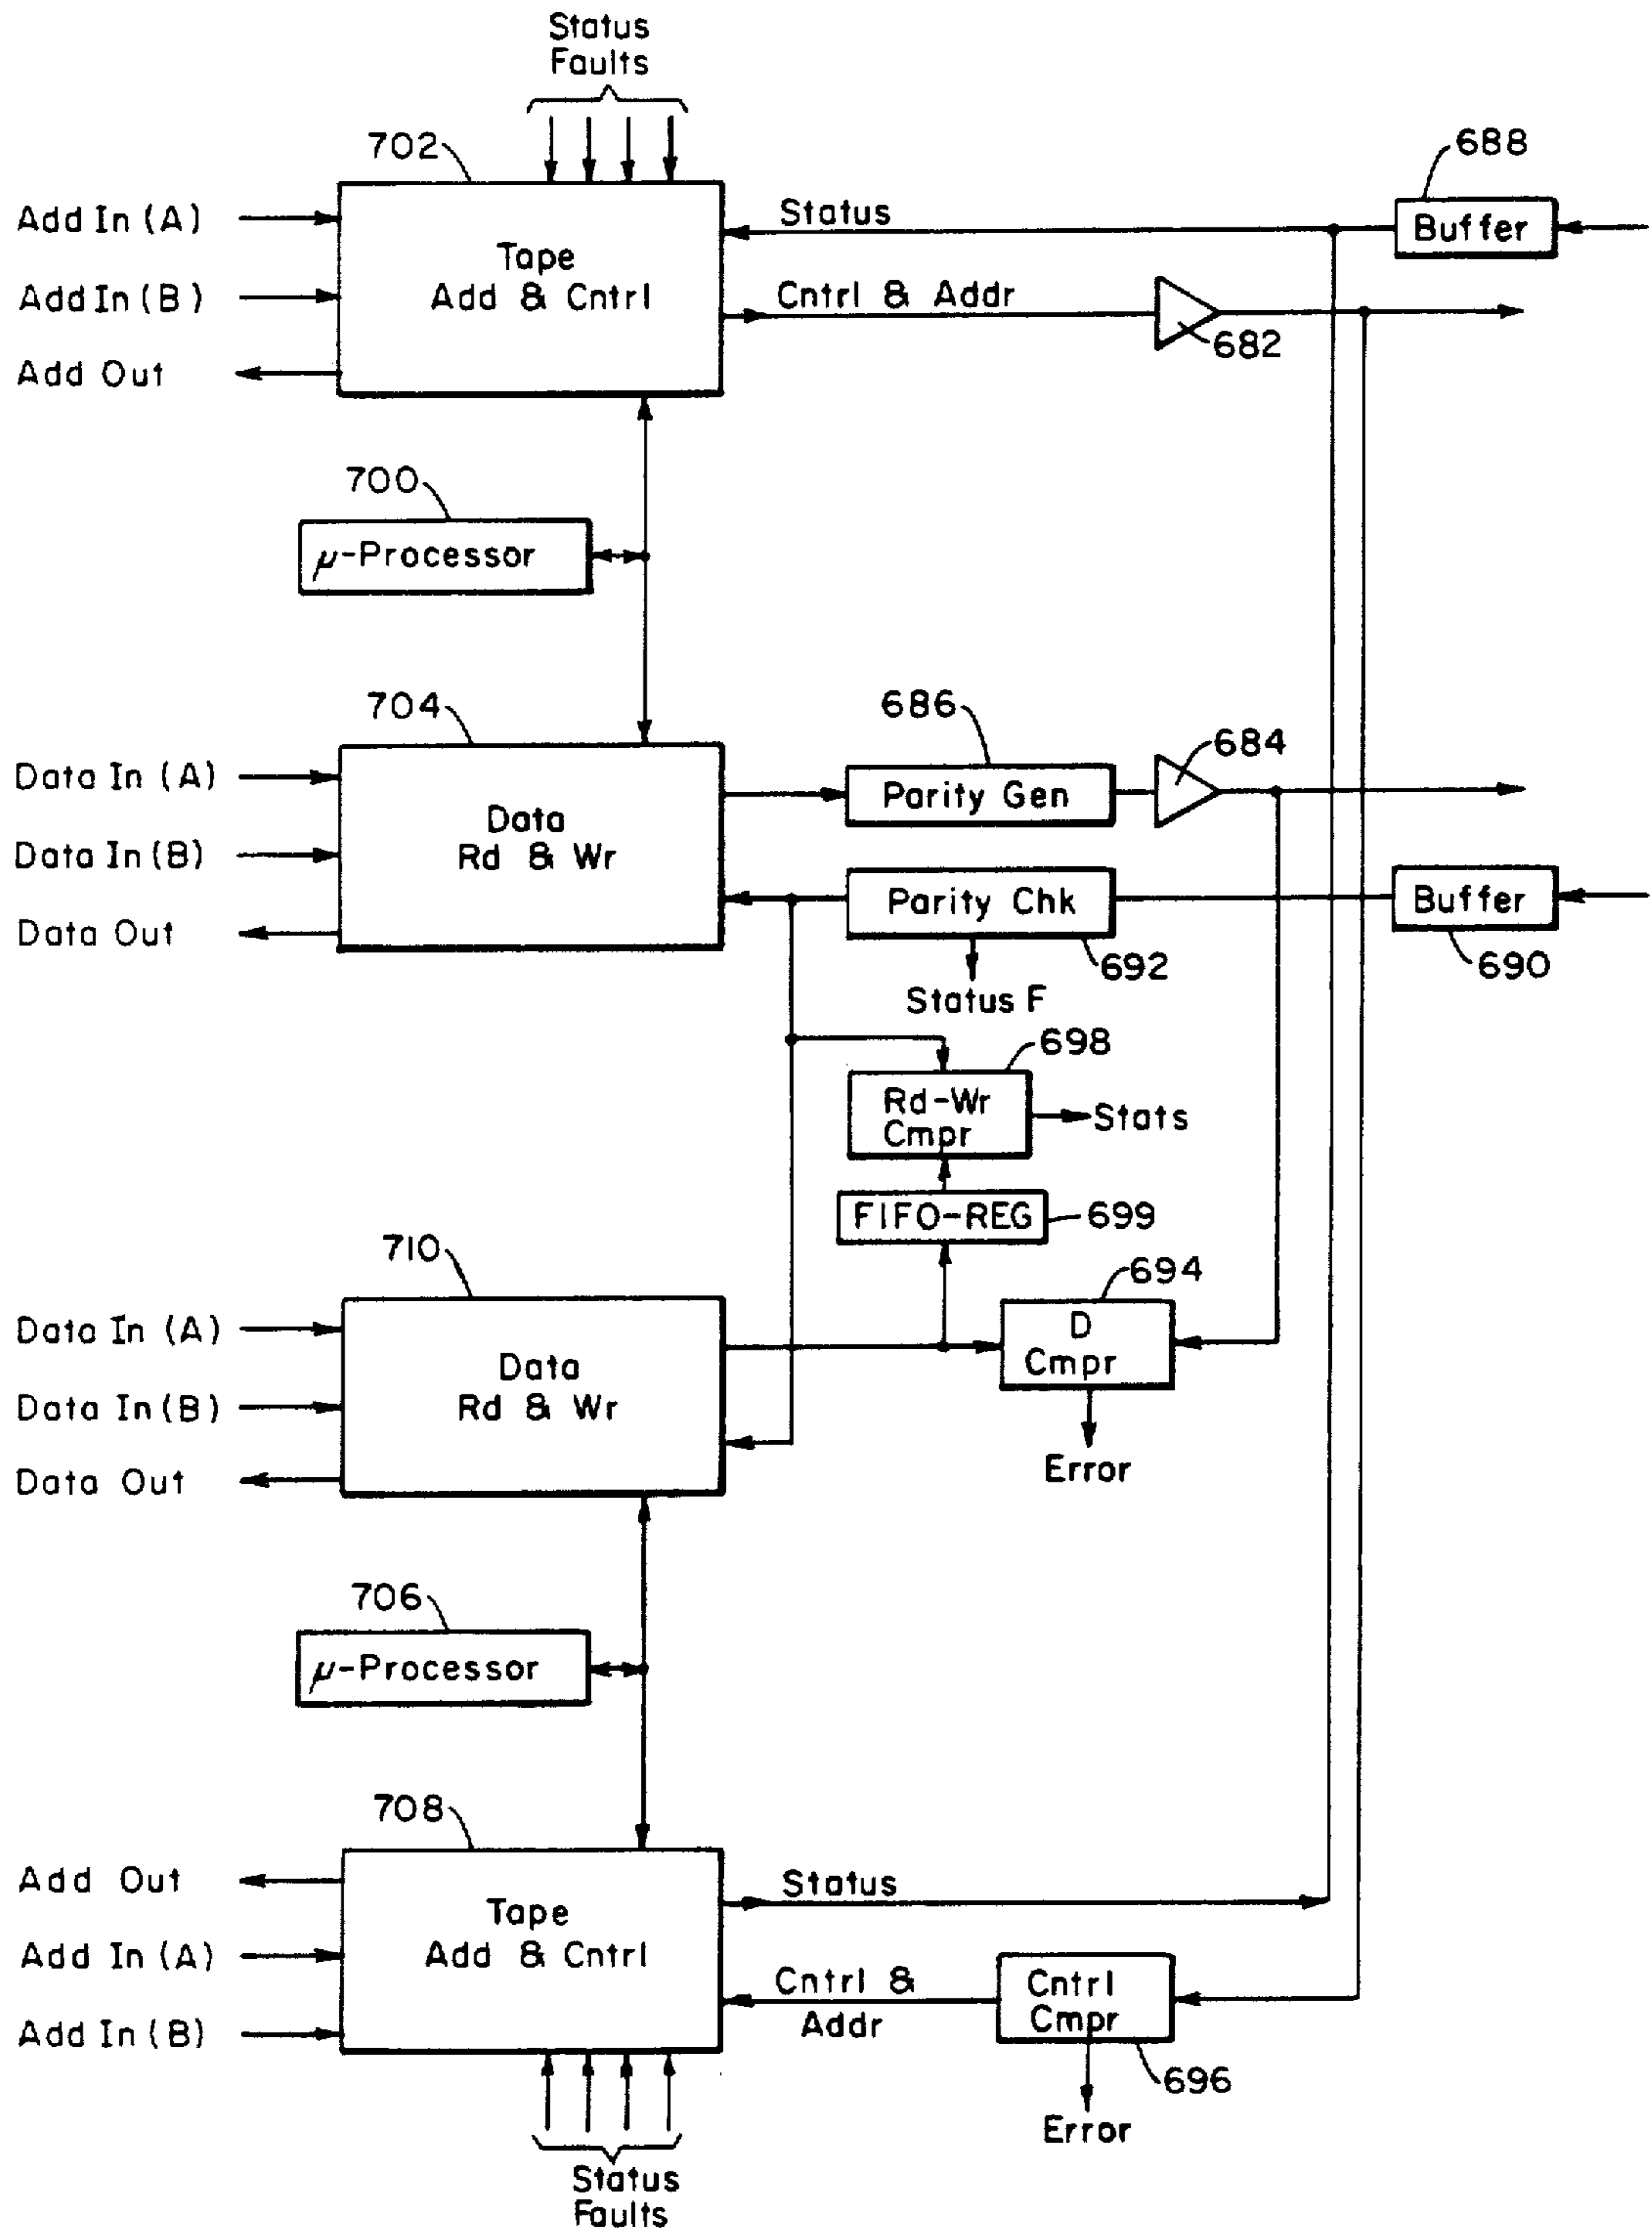 Status
Faults
702
688
Add In (A)
Status
Buffer
Tape
Add & Cntrl
Add In (B)
Cntrl & Addr
682
Add Out
700
μ-Processor
704
686
684
Data In (A)
Parity Gen
Data
Rd & Wr
Data In (B)
Parity Chk
Buffer
Data Out
692
690
Status F
698
Rd-Wr
Cmpr
Stats
FIFO-REG
699
710
694
Data In (A)
D
Cmpr
Data
Rd & Wr
Data In (B)
Data Out
Error
706
μ-Processor
708
Add Out
Status
Tape
Add & Cntrl
Add In (A)
Cntrl &
Addr
Cntrl
Cmpr
Add In (B)
696
Error
Status
Faults